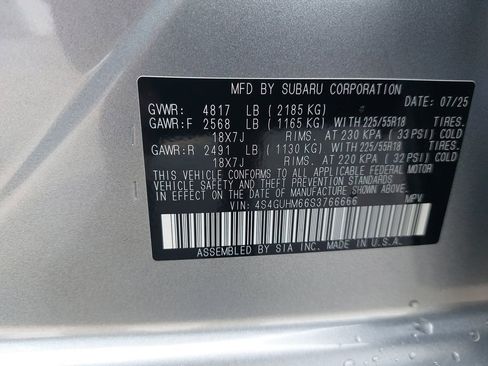 MFD BY SUBARU CORPORATION
DATE: 07/25
GVWR: 4817 LB (2185 KG)
GAWR:F 2568 LB (1165 KG) WITH 225/55R18 TIRES.
18X7J RIMS. AT 230 KPA (33 PSI) COLD
GAWR:R 2491 LB (1130 KG) WITH 225/55R18 TIRES.
18X7J RIMS. AT 220 KPA (32 PSI) COLD
THIS VEHICLE CONFORMS TO ALL APPLICABLE FEDERAL MOTOR
VEHICLE SAFETY AND THEFT PREVENTION STANDARDS
IN EFFECT ON THE DATE OF MANUFACTURE SHOWN ABOVE.
VIN: 4S4GUHM66S3766666 MPV
ASSEMBLED BY SIA INC. MADE IN U.S.A.